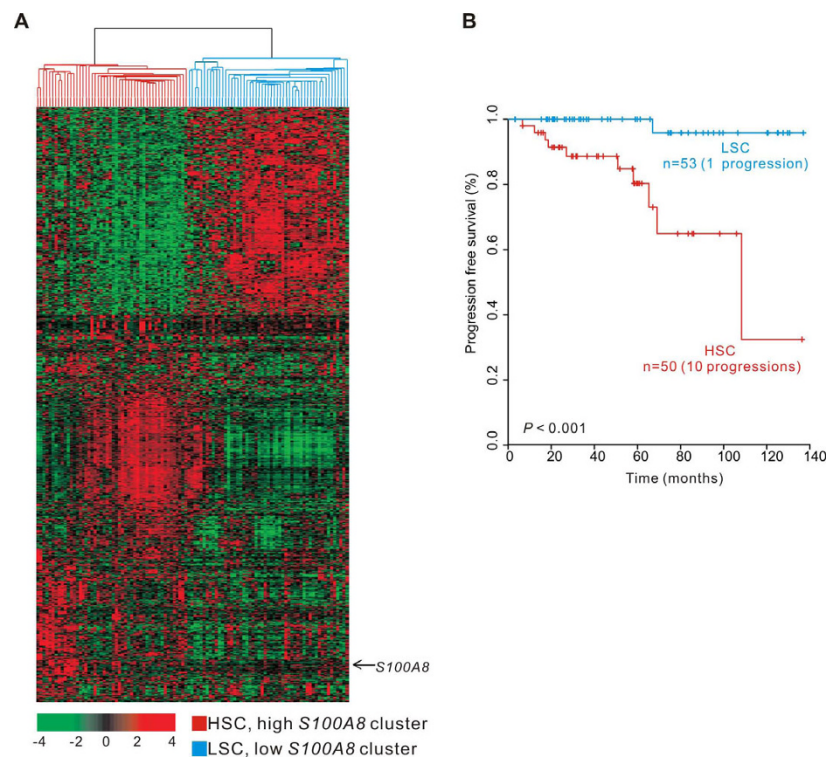 A
S100A8
-4 -2 0 2 4
HSC, high S100A8 cluster
LSC, low S100A8 cluster
B
Progression free survival (%)
1.0
0.8
0.6
0.4
0.2
0.0
LSC
n=53 (1 progression)
HSC
n=50 (10 progressions)
P < 0.001
0 20 40 60 80 100 120 140
Time (months)